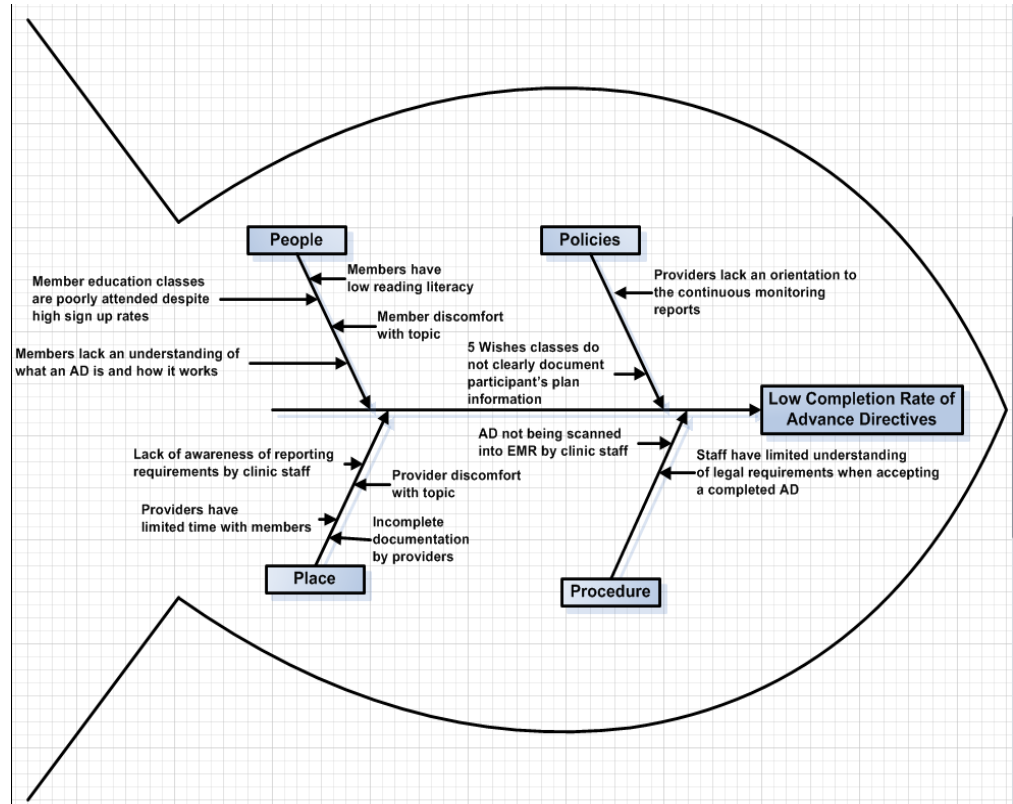 People
Policies
Member education classes
are poorly attended despite
high sign up rates
Members have
low reading literacy
Member discomfort
with topic
Members lack an understanding of
what an AD is and how it works
Providers lack an orientation to
the continuous monitoring
reports
5 Wishes classes do
not clearly document
participant's plan
information
Low Completion Rate of
Advance Directives
Lack of awareness of reporting
requirements by clinic staff
Provider discomfort
with topic
Providers have
limited time with members
Incomplete
documentation
by providers
AD not being scanned
into EMR by clinic staff
Staff have limited understanding
of legal requirements when accepting
a completed AD
Place
Procedure